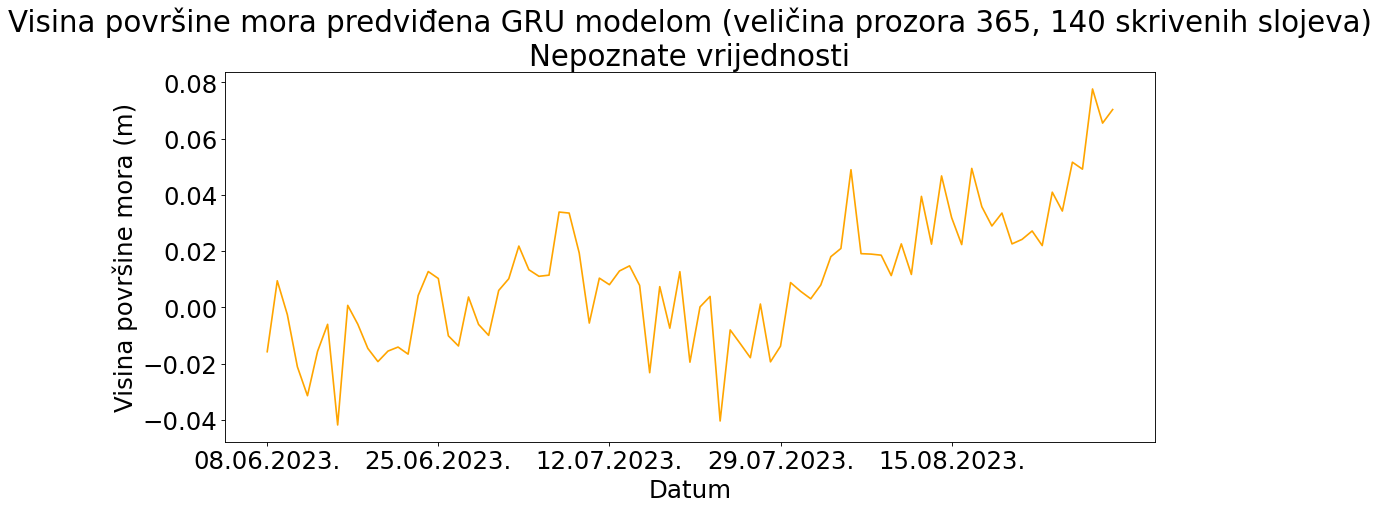 Visina površine mora predviđena GRU modelom (veličina prozora 365, 140 skrivenih slojeva)
Nepoznate vrijednosti
0.08
0.06
0.04
0.02
0.00
−0.02
−0.04
Visina površine mora (m)
08.06.2023. 25.06.2023. 12.07.2023. 29.07.2023. 15.08.2023.
Datum